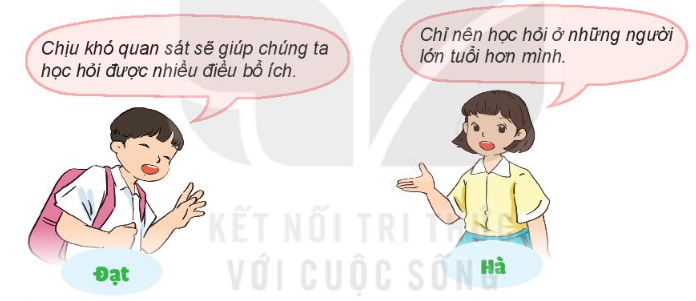 Chịu khó quan sát sẽ giúp chúng ta
học hỏi được nhiều điều bổ ích.
Chỉ nên học hỏi ở những người
lớn tuổi hơn mình.
KẾT NỐI TRI THỨC
VỚI CUỘC SỐNG
Đạt
Hà